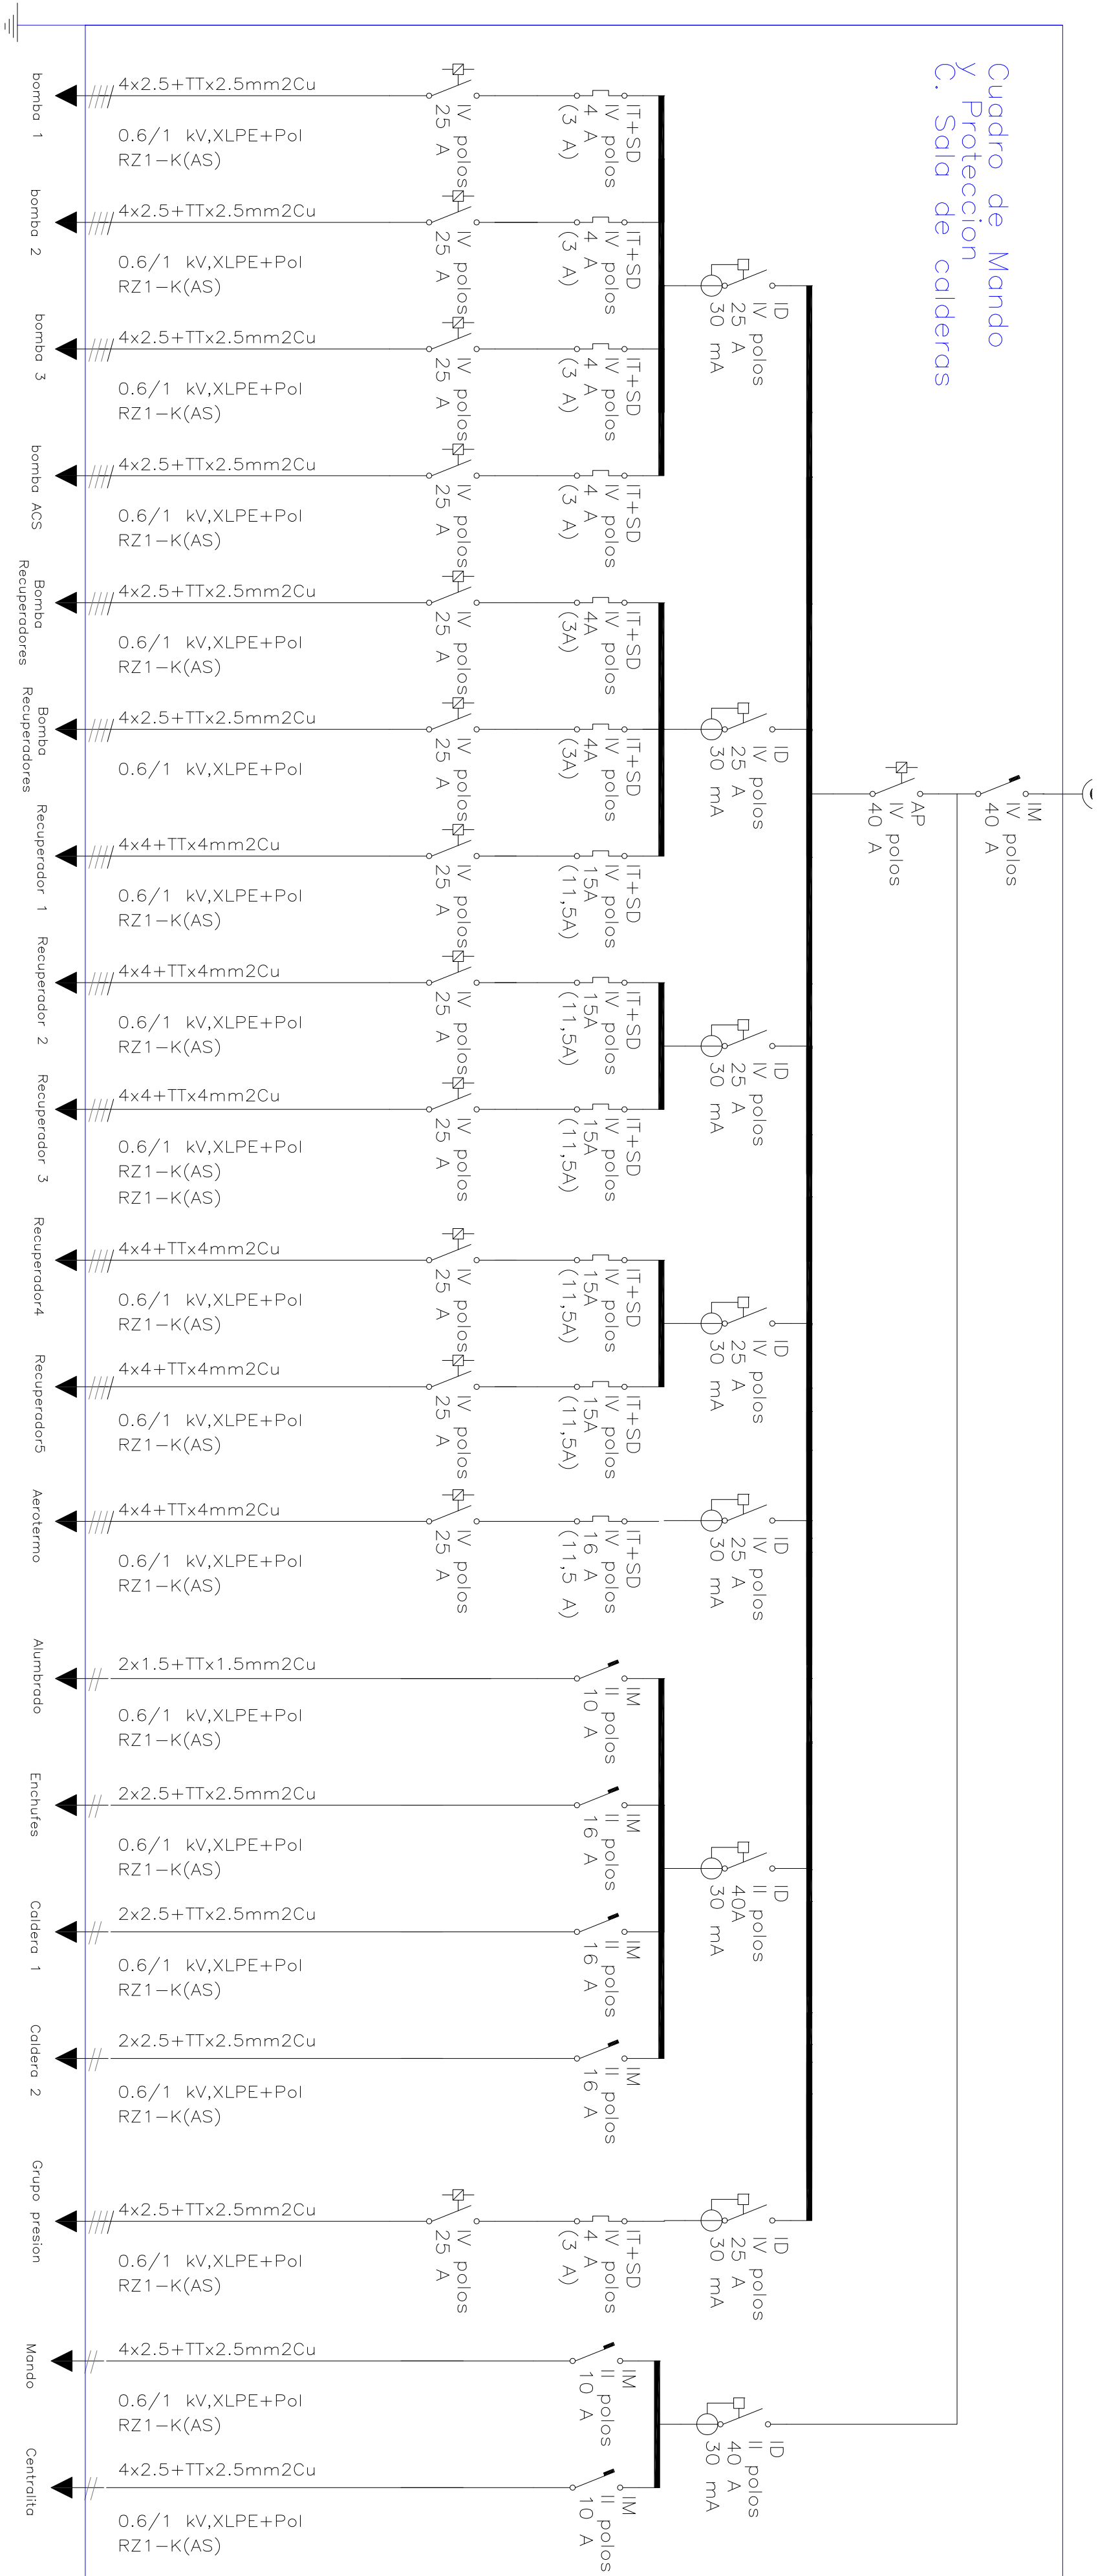 Cuadro de Mando
y Proteccion
C. Sala de calderas
IM
IV polos
40 A
AP
IV polos
40 A
ID
IV polos
25 A
30 mA
ID
IV polos
25 A
30 mA
ID
IV polos
25 A
30 mA
ID
IV polos
25 A
30 mA
ID
IV polos
25 A
30 mA
ID
II polos
40A
30 mA
ID
IV polos
25 A
30 mA
ID
II polos
40 A
30 mA
IT+SD
IV polos
4 A
(3 A)
IV polos
25 A
4x2.5+TTx2.5mm2Cu
0.6/1 kV,XLPE+Pol
RZ1-K(AS)
bomba 1
IT+SD
IV polos
4 A
(3 A)
IV polos
25 A
4x2.5+TTx2.5mm2Cu
0.6/1 kV,XLPE+Pol
RZ1-K(AS)
bomba 2
IT+SD
IV polos
4 A
(3 A)
IV polos
25 A
4x2.5+TTx2.5mm2Cu
0.6/1 kV,XLPE+Pol
RZ1-K(AS)
bomba 3
IT+SD
IV polos
4 A
(3 A)
IV polos
25 A
4x2.5+TTx2.5mm2Cu
0.6/1 kV,XLPE+Pol
RZ1-K(AS)
bomba ACS
IT+SD
IV polos
4A
(3A)
IV polos
25 A
4x2.5+TTx2.5mm2Cu
0.6/1 kV,XLPE+Pol
RZ1-K(AS)
Bomba
Recuperadores
IT+SD
IV polos
4A
(3A)
IV polos
25 A
4x2.5+TTx2.5mm2Cu
0.6/1 kV,XLPE+Pol
Bomba
Recuperadores
IT+SD
IV polos
15A
(11,5A)
IV polos
25 A
4x4+TTx4mm2Cu
0.6/1 kV,XLPE+Pol
RZ1-K(AS)
Recuperador 1
IT+SD
IV polos
15A
(11,5A)
IV polos
25 A
4x4+TTx4mm2Cu
0.6/1 kV,XLPE+Pol
RZ1-K(AS)
Recuperador 2
IT+SD
IV polos
15A
(11,5A)
IV polos
25 A
4x4+TTx4mm2Cu
0.6/1 kV,XLPE+Pol
RZ1-K(AS)
RZ1-K(AS)
Recuperador 3
IT+SD
IV polos
15A
(11,5A)
IV polos
25 A
4x4+TTx4mm2Cu
0.6/1 kV,XLPE+Pol
RZ1-K(AS)
Recuperador4
IT+SD
IV polos
15A
(11,5A)
IV polos
25 A
4x4+TTx4mm2Cu
0.6/1 kV,XLPE+Pol
RZ1-K(AS)
Recuperador5
IT+SD
IV polos
16 A
(11,5 A)
IV polos
25 A
4x4+TTx4mm2Cu
0.6/1 kV,XLPE+Pol
RZ1-K(AS)
Aerotermo
IM
II polos
10 A
2x1.5+TTx1.5mm2Cu
0.6/1 kV,XLPE+Pol
RZ1-K(AS)
Alumbrado
IM
II polos
16 A
2x2.5+TTx2.5mm2Cu
0.6/1 kV,XLPE+Pol
RZ1-K(AS)
Enchufes
IM
II polos
16 A
2x2.5+TTx2.5mm2Cu
0.6/1 kV,XLPE+Pol
RZ1-K(AS)
Caldera 1
IM
II polos
16 A
2x2.5+TTx2.5mm2Cu
0.6/1 kV,XLPE+Pol
RZ1-K(AS)
Caldera 2
IT+SD
IV polos
4 A
(3 A)
IV polos
25 A
4x2.5+TTx2.5mm2Cu
0.6/1 kV,XLPE+Pol
RZ1-K(AS)
Grupo presion
IM
II polos
10 A
4x2.5+TTx2.5mm2Cu
0.6/1 kV,XLPE+Pol
RZ1-K(AS)
Mando
IM
II polos
10 A
4x2.5+TTx2.5mm2Cu
0.6/1 kV,XLPE+Pol
RZ1-K(AS)
Centralita